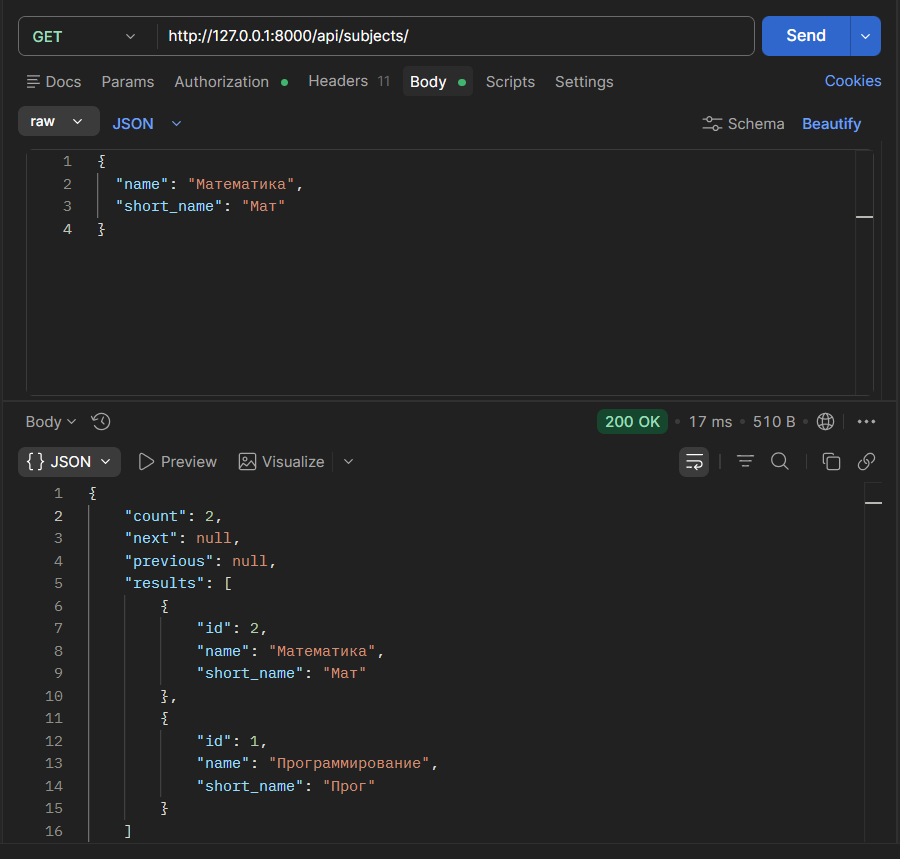 GET http://127.0.0.1:8000/api/subjects/ Send
Docs Params Authorization Headers 11 Body Scripts Settings Cookies
raw JSON Schema Beautify
1 {
2 "name": "Математика",
3 "short_name": "Мат"
4 }
Body 200 OK • 17 ms • 510 B •
{} JSON Preview Visualize
1 {
2 "count": 2,
3 "next": null,
4 "previous": null,
5 "results": [
6 {
7 "id": 2,
8 "name": "Математика",
9 "short_name": "Мат"
10 },
11 {
12 "id": 1,
13 "name": "Программирование",
14 "short_name": "Прог"
15 }
16 ]